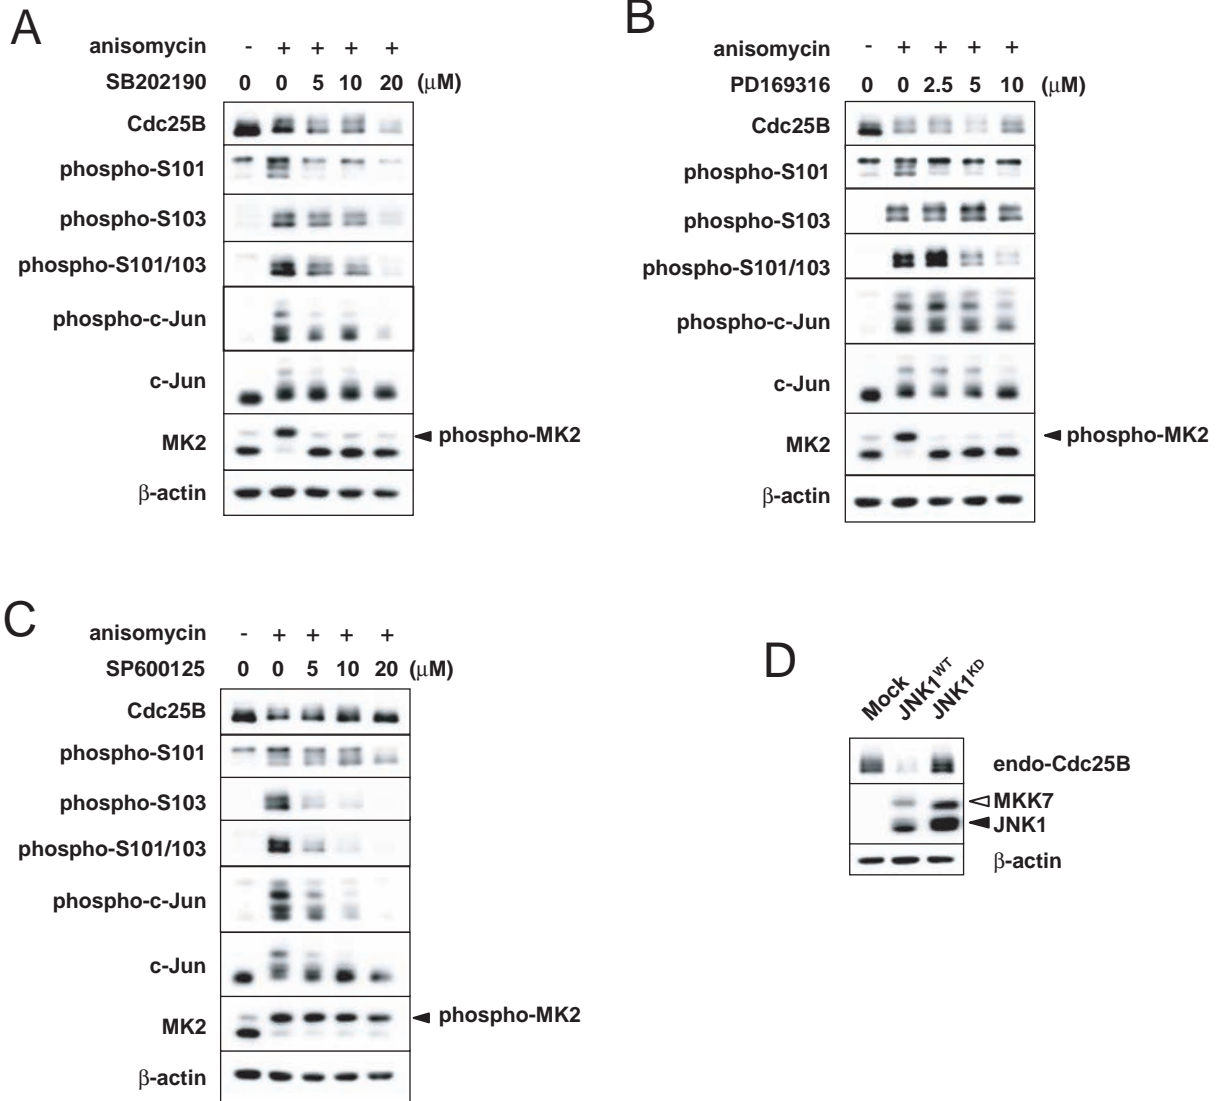 A
anisomycin - + + + +
SB202190 0 0 5 10 20 (μM)
Cdc25B
phospho-S101
phospho-S103
phospho-S101/103
phospho-c-Jun
c-Jun
MK2
phospho-MK2
β-actin
B
anisomycin - + + + +
PD169316 0 0 2.5 5 10 (μM)
Cdc25B
phospho-S101
phospho-S103
phospho-S101/103
phospho-c-Jun
c-Jun
MK2
phospho-MK2
β-actin
C
anisomycin - + + + +
SP600125 0 0 5 10 20 (μM)
Cdc25B
phospho-S101
phospho-S103
phospho-S101/103
phospho-c-Jun
c-Jun
MK2
phospho-MK2
β-actin
D
Mock JNK1WT JNK1KD
endo-Cdc25B
MKK7
JNK1
β-actin